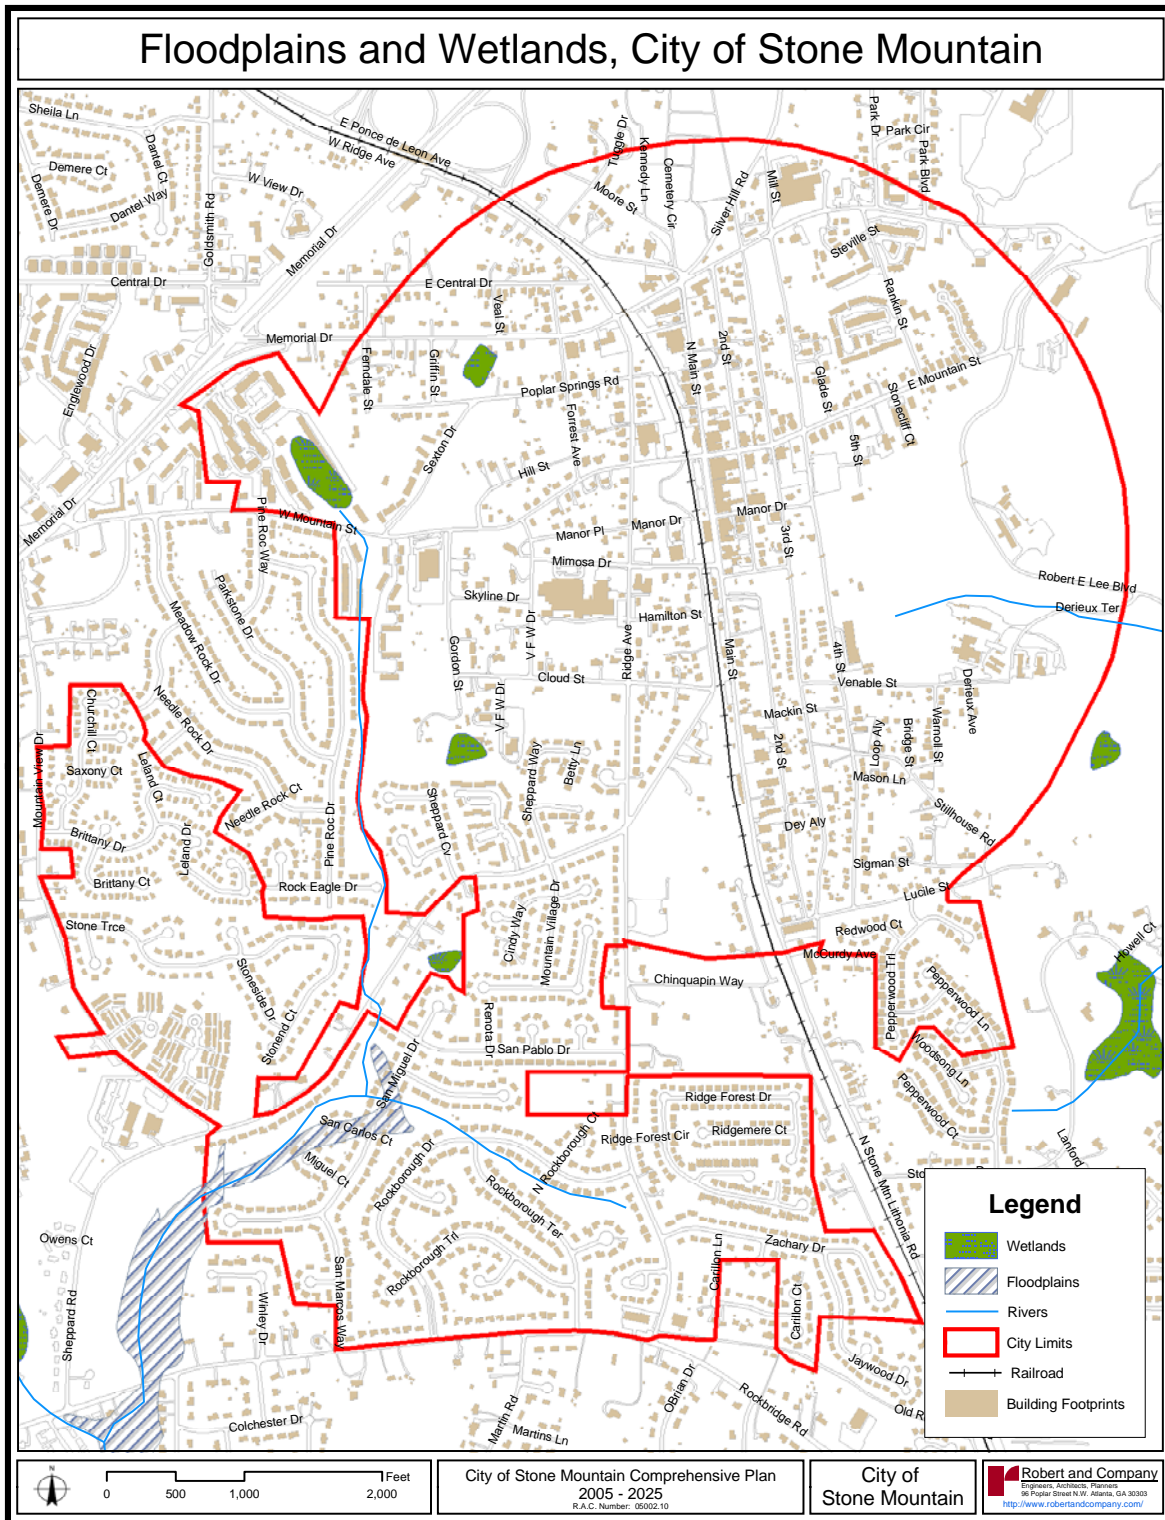 Floodplains and Wetlands, City of Stone Mountain
Sheila Ln
Dantel Ct
Demere Ct
Demere Dr
Dantel Way
Goldsmith Rd
W View Dr
Memorial Dr
E Ponce de Leon Ave
W Ridge Ave
Tuggle Dr
Kennedy Ln
Cemetery Cir
Moore St
Silver Hill Rd
Mill St
Park Dr
Park Cir
Park Blvd
Steville St
Rankin St
Central Dr
E Central Dr
Veal St
Memorial Dr
Englewood Dr
Ferndale St
Griffin St
Poplar Springs Rd
N Main St
2nd St
Glade St
E Mountain St
Stonecliff Ct
5th St
Forrest Ave
Sexton Dr
Hill St
Memorial Dr
W Mountain St
Pine Roc Way
Manor Pl
Manor Dr
Manor Dr
3rd St
Mimosa Dr
Skyline Dr
V F W Dr
Hamilton St
Ridge Ave
Robert E Lee Blvd
Derieux Ter
Parkstone Dr
Meadow Rock Dr
Gordon St
Cloud St
V F W Dr
Main St
4th St
Venable St
Derieux Ave
Warnoll St
Mackin St
2nd St
Loop Aly
Bridge St
Mason Ln
Stillhouse Rd
Churchill Ct
Needle Rock Dr
Mountain View Dr
Saxony Ct
Leland Ct
Needle Rock Ct
Brittany Dr
Leland Dr
Pine Roc Dr
Brittany Ct
Rock Eagle Dr
Sheppard Way
Betty Ln
Sheppard Cv
Dey Aly
Sigman St
Lucile St
Stone Trce
Stoneside Dr
Stonend Ct
Cindy Way
Mountain Village Dr
Redwood Ct
McCurdy Ave
Howell Ct
Chinquapin Way
Pepperwood Trl
Pepperwood Ln
Renota Dr
San Pablo Dr
San Miguel Dr
Woodsong Ln
Pepperwood Ct
Ridge Forest Dr
San Carlos Ct
Ridge Forest Cir
Ridgemere Ct
N Rockborough Ct
Miguel Ct
Rockborough Dr
Rockborough Ter
Lanford
N Stone Mtn Lithonia Rd
Owens Ct
Rockborough Trl
Zachary Dr
Carillon Ln
Carillon Ct
Sheppard Rd
Winley Dr
San Marcos Way
Jaywood Dr
OBrian Dr
Rockbridge Rd
Old R
Colchester Dr
Martin Rd
Martins Ln
Legend
Wetlands
Floodplains
Rivers
City Limits
Railroad
Building Footprints
N
Feet
0 500 1,000 2,000
City of Stone Mountain Comprehensive Plan
2005 - 2025
R.A.C. Number: 05002.10
City of
Stone Mountain
Robert and Company
Engineers, Architects, Planners
96 Poplar Street N.W. Atlanta, GA 30303
http://www.robertandcompany.com/